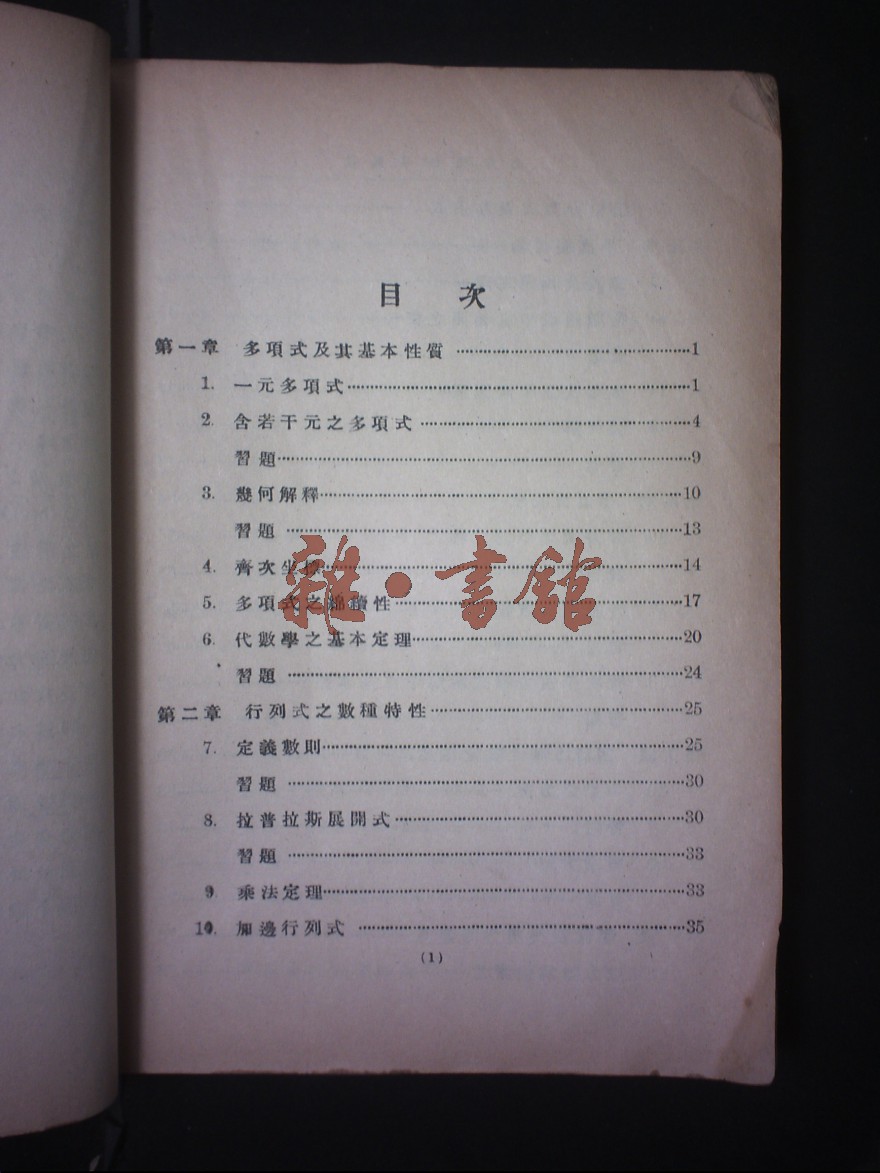 目 次
第一章 多項式及其基本性質 ……1
1. 一元多項式……1
2. 含若干元之多項式……4
習題……9
3. 幾何解釋……10
習題……13
4. 齊次坐標……14
5. 多項式之綿續性……17
6. 代數學之基本定理……20
習題……24
第二章 行列式之數種特性……25
7. 定義數則……25
習題……30
8. 拉普拉斯展開式……30
習題……33
9. 乘法定理……33
10. 加邊行列式……35
(1)
雜·書館